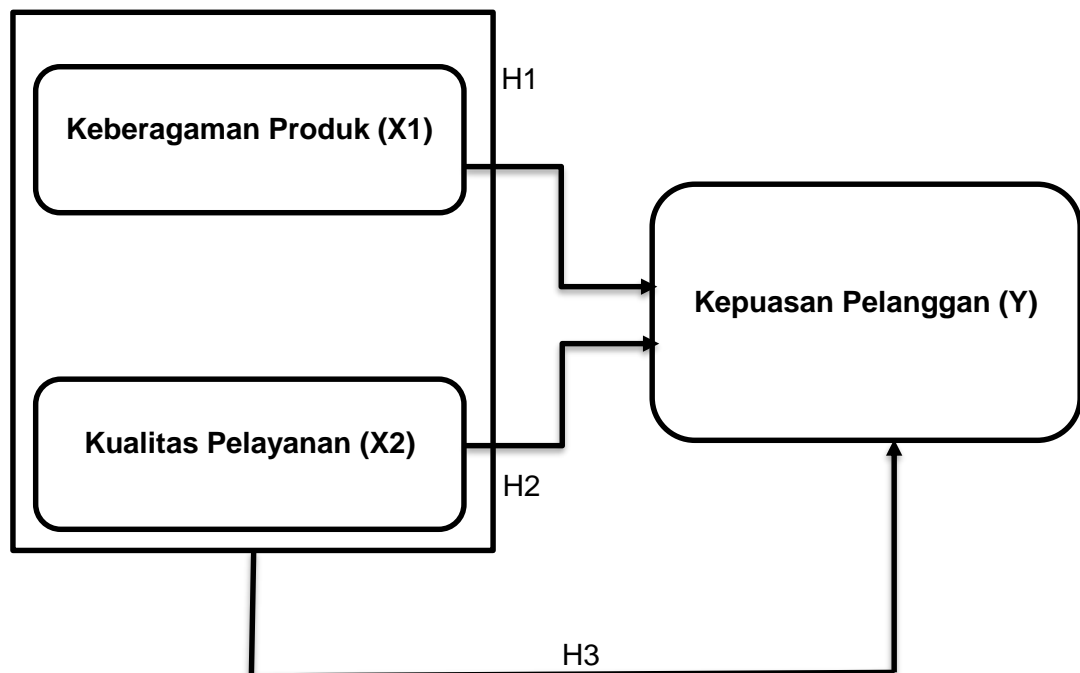 H1
Keberagaman Produk (X1)
Kepuasan Pelanggan (Y)
Kualitas Pelayanan (X2)
H2
H3